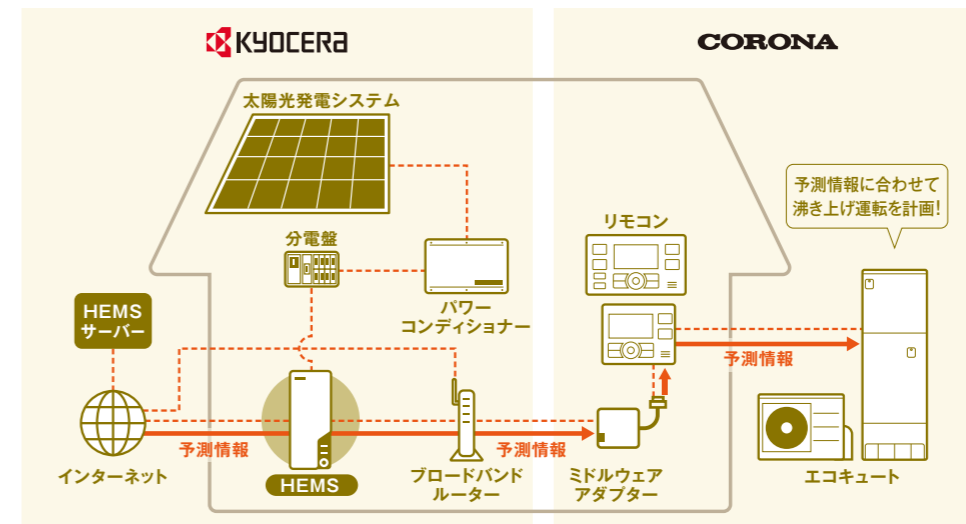 KYOCERA
CORONA
太陽光発電システム
予測情報に合わせて
沸き上げ運転を計画!
リモコン
分電盤
パワー
コンディショナー
HEMS
サーバー
予測情報
予測情報
予測情報
インターネット
HEMS
ブロードバンド
ルーター
ミドルウェア
アダプター
エコキュート